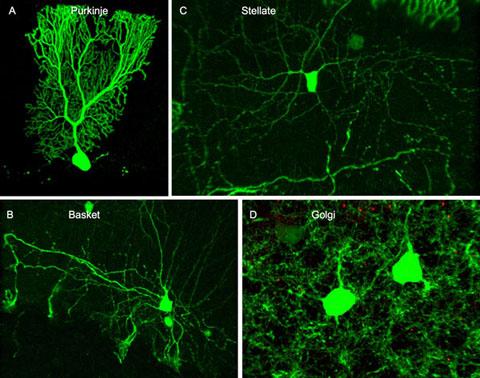 A Purkinje
C Stellate
B Basket
D Golgi